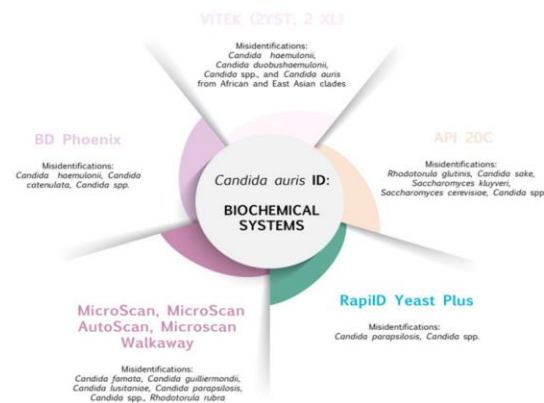 VITEK (2YST, 2 XL)
Misidentifications:
Candida haemulonii,
Candida duobushaemulonii,
Candida spp., and Candida auris
from African and East Asian clades
BD Phoenix
Misidentifications:
Candida haemulonii, Candida
catenulata, Candida spp.
API 20C
Misidentifications:
Rhodotorula glutinis, Candida sake,
Saccharomyces kluyveri,
Saccharomyces cerevisiae, Candida spp
Candida auris ID:
BIOCHEMICAL
SYSTEMS
MicroScan, MicroScan
AutoScan, Microscan
Walkaway
Misidentifications:
Candida famata, Candida guilliermondii,
Candida lusitaniae, Candida parapsilosis,
Candida spp., Rhodotorula rubra
RapiID Yeast Plus
Misidentifications:
Candida parapsilosis, Candida spp.